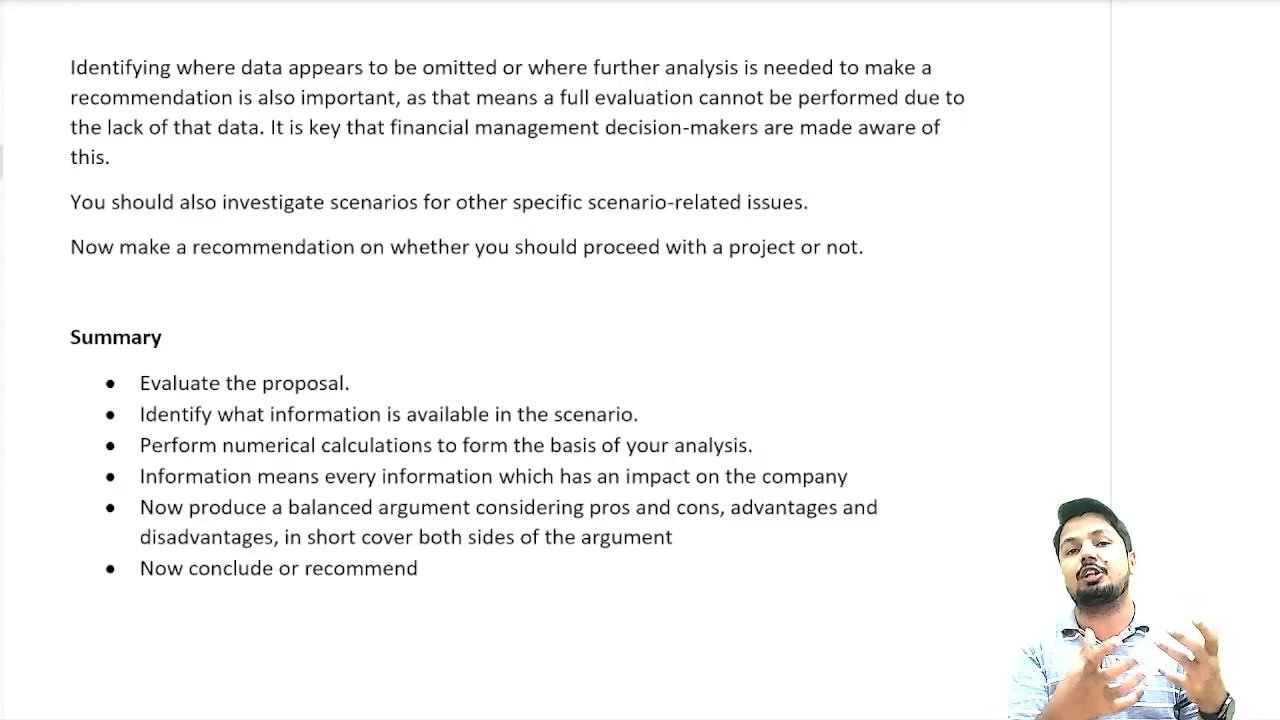 Identifying where data appears to be omitted or where further analysis is needed to make a
recommendation is also important, as that means a full evaluation cannot be performed due to
the lack of that data. It is key that financial management decision-makers are made aware of
this.
You should also investigate scenarios for other specific scenario-related issues.
Now make a recommendation on whether you should proceed with a project or not.
Summary
• Evaluate the proposal.
• Identify what information is available in the scenario.
• Perform numerical calculations to form the basis of your analysis.
• Information means every information which has an impact on the company
• Now produce a balanced argument considering pros and cons, advantages and
disadvantages, in short cover both sides of the argument
• Now conclude or recommend